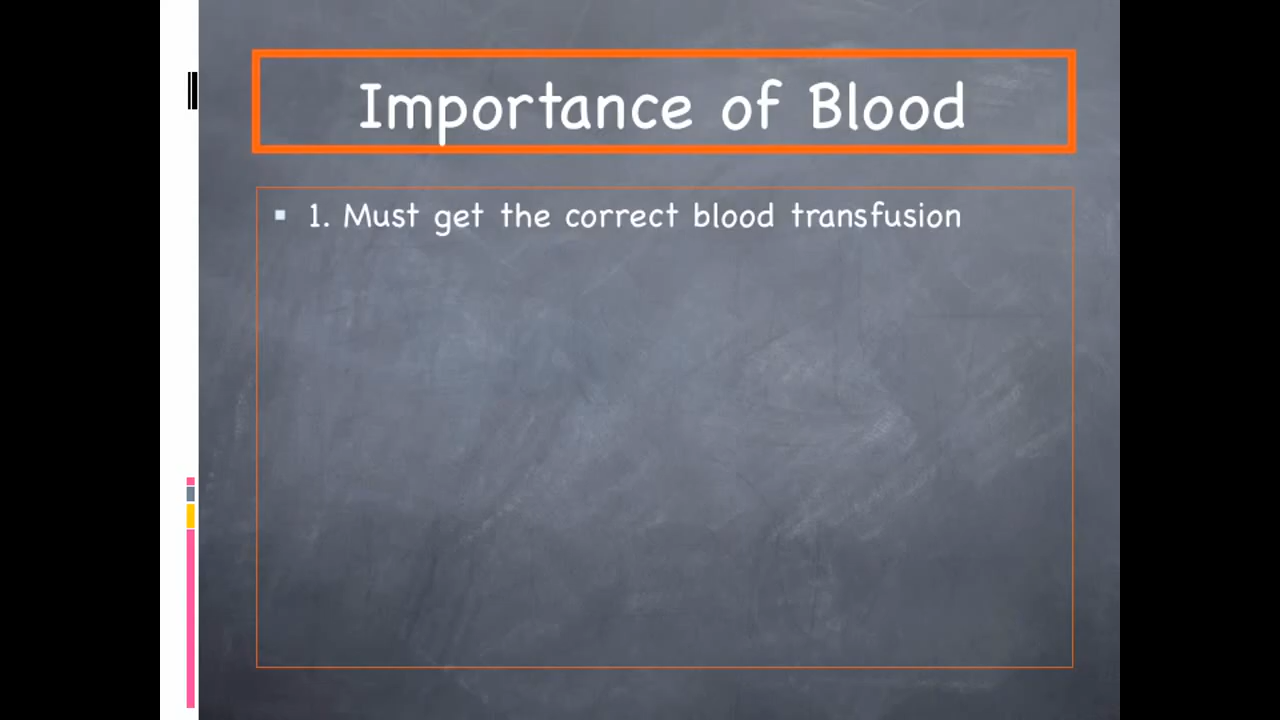 Importance of Blood
▪ 1. Must get the correct blood transfusion